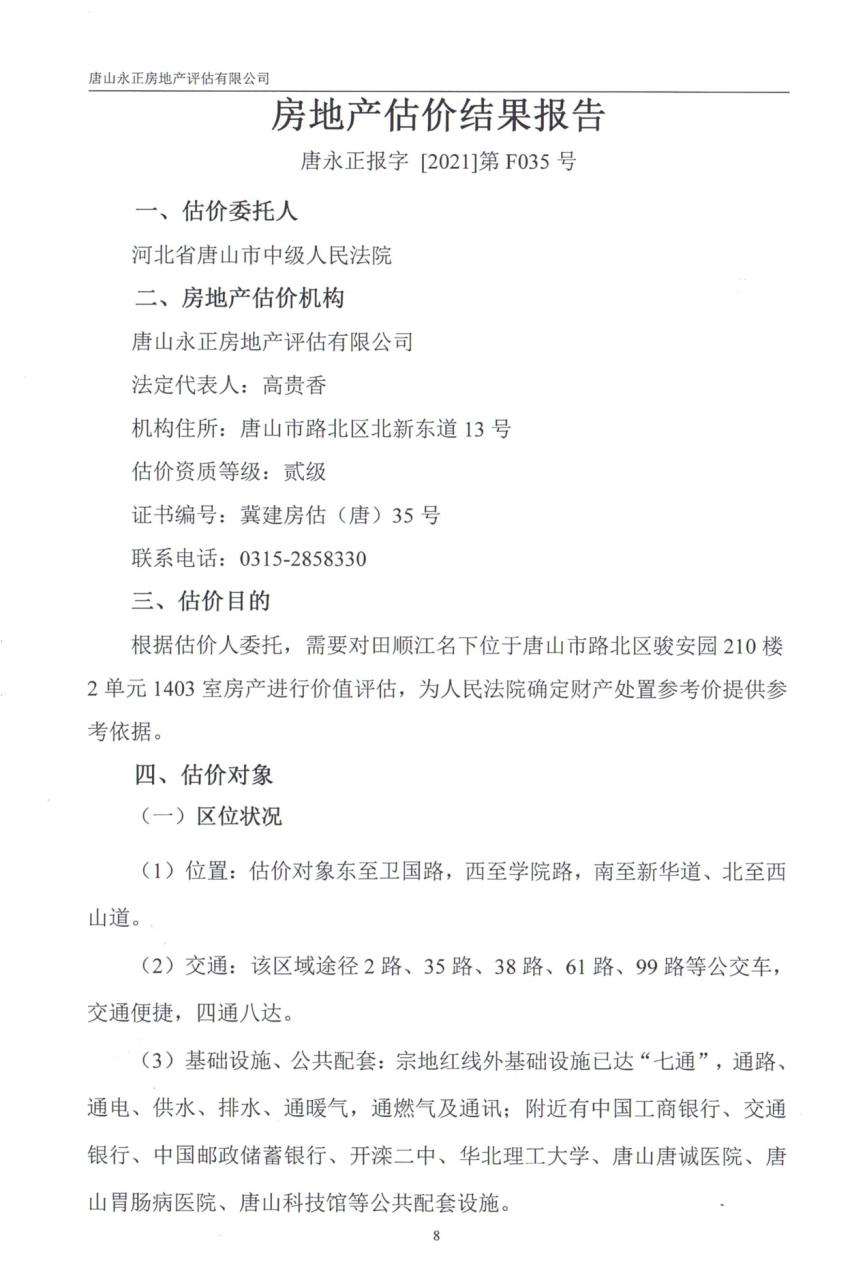 唐山永正房地产评估有限公司
房地产估价结果报告
唐永正报字 [2021]第 F035 号
一、估价委托人
河北省唐山市中级人民法院
二、房地产估价机构
唐山永正房地产评估有限公司
法定代表人：高贵香
机构住所：唐山市路北区北新东道 13 号
估价资质等级：贰级
证书编号：冀建房估（唐）35 号
联系电话：0315-2858330
三、估价目的
根据估价人委托，需要对田顺江名下位于唐山市路北区骏安园 210 楼
2 单元 1403 室房产进行价值评估，为人民法院确定财产处置参考价提供参
考依据。
四、估价对象
（一）区位状况
（1）位置：估价对象东至卫国路，西至学院路，南至新华道、北至西
山道。
（2）交通：该区域途径 2 路、35 路、38 路、61 路、99 路等公交车，
交通便捷，四通八达。
（3）基础设施、公共配套：宗地红线外基础设施已达“七通”，通路、
通电、供水、排水、通暖气，通燃气及通讯；附近有中国工商银行、交通
银行、中国邮政储蓄银行、开滦二中、华北理工大学、唐山唐诚医院、唐
山胃肠病医院、唐山科技馆等公共配套设施。
8